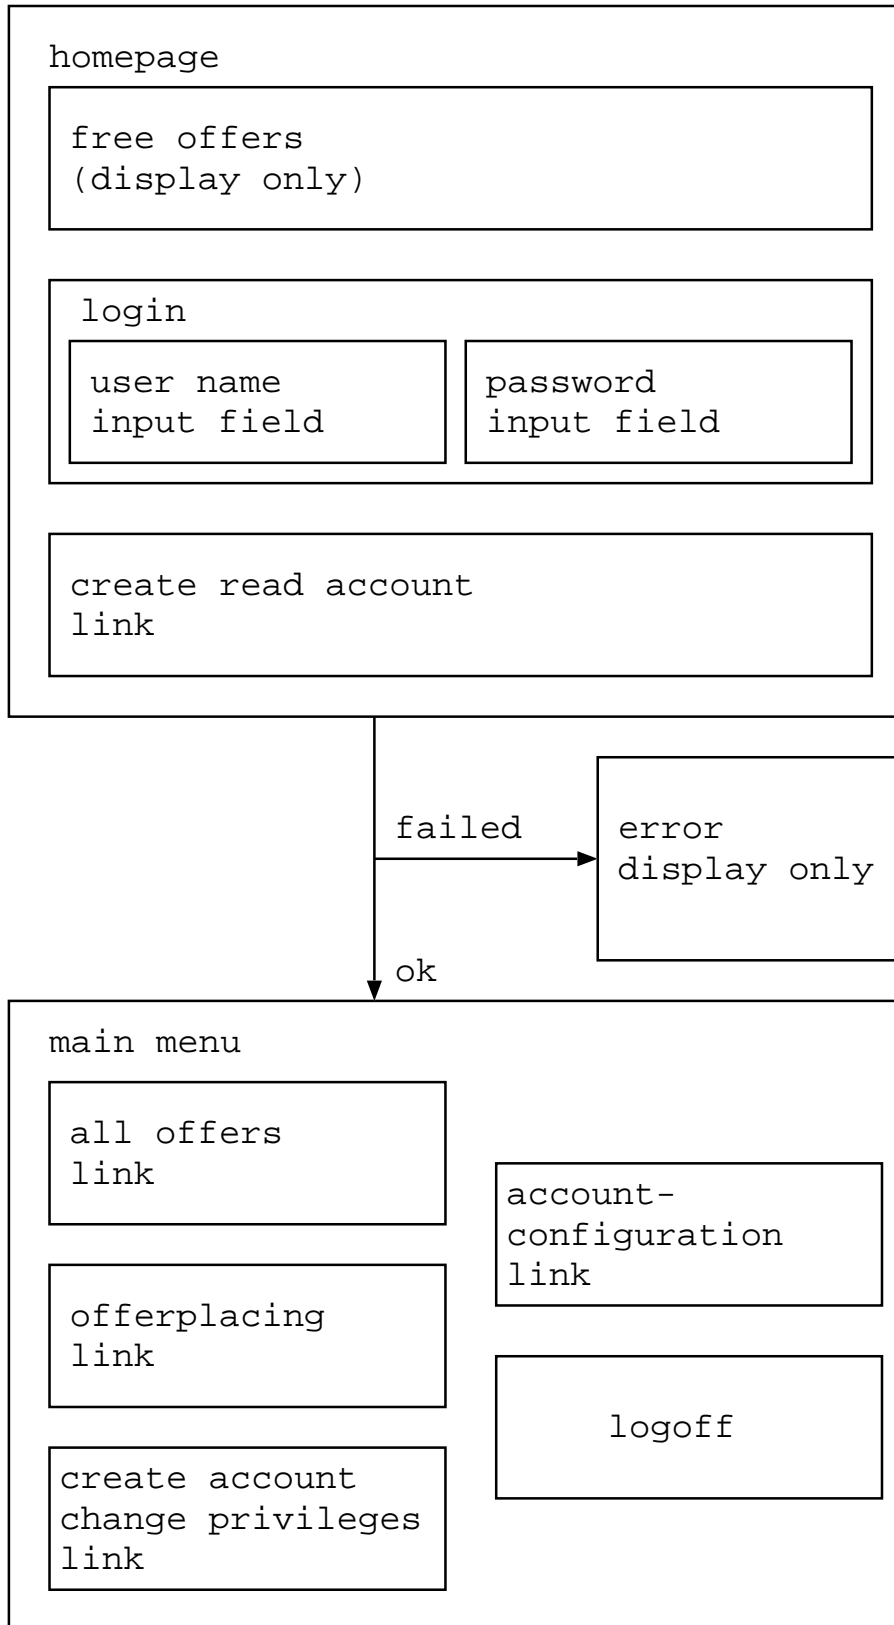 homepage
free offers
(display only)
login
user name
input field
password
input field
create read account
link
failed
error
display only
ok
main menu
all offers
link
account-
configuration
link
offerplacing
link
logoff
create account
change privileges
link